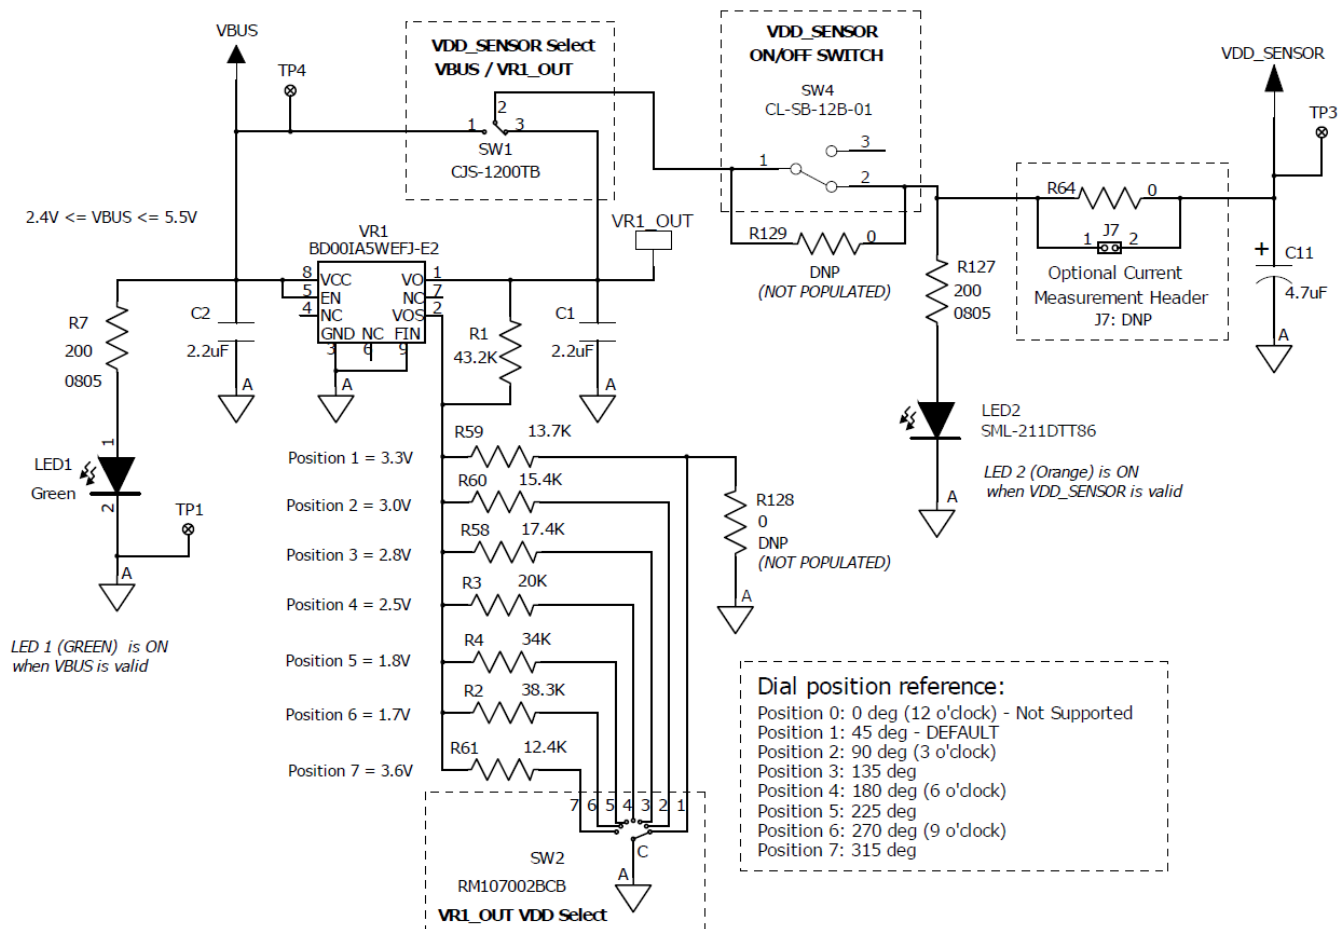 VBUS
TP4
VDD_SENSOR Select
VBUS / VR1_OUT
2
1
3
SW1
CJS-1200TB
VDD_SENSOR
ON/OFF SWITCH
SW4
CL-SB-12B-01
3
1
2
R129
0
DNP
(NOT POPULATED)
VDD_SENSOR
TP3
R64
0
J7
1
2
Optional Current
Measurement Header
J7: DNP
+
C11
4.7uF
A
2.4V <= VBUS <= 5.5V
VR1
BD00IA5WEFJ-E2
VR1_OUT
8
VCC
VO
1
5
EN
NC
7
4
NC
VOS
2
GND
NC
FIN
3
6
9
A
R7
200
0805
C2
2.2uF
A
R1
43.2K
C1
2.2uF
A
R127
200
0805
LED2
SML-211DTT86
LED 2 (Orange) is ON
when VDD_SENSOR is valid
A
1
LED1
Green
2
TP1
A
LED 1 (GREEN) is ON
when VBUS is valid
R59
13.7K
Position 1 = 3.3V
R60
15.4K
Position 2 = 3.0V
R58
17.4K
Position 3 = 2.8V
R3
20K
Position 4 = 2.5V
R4
34K
Position 5 = 1.8V
R2
38.3K
Position 6 = 1.7V
R61
12.4K
Position 7 = 3.6V
R128
0
DNP
(NOT POPULATED)
A
7 6 5 4 3 2 1
C
SW2
A
RM107002BCB
VR1_OUT VDD Select
Dial position reference:
Position 0: 0 deg (12 o'clock) - Not Supported
Position 1: 45 deg - DEFAULT
Position 2: 90 deg (3 o'clock)
Position 3: 135 deg
Position 4: 180 deg (6 o'clock)
Position 5: 225 deg
Position 6: 270 deg (9 o'clock)
Position 7: 315 deg